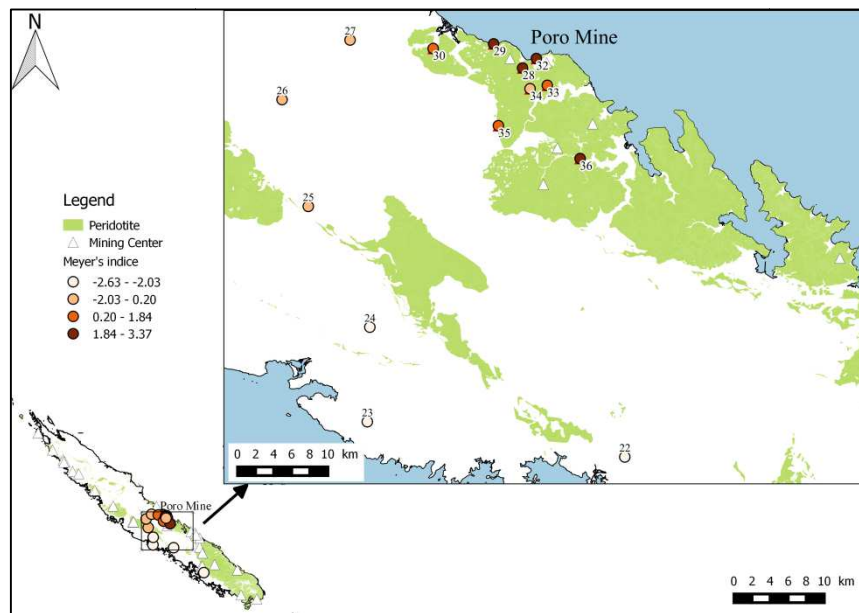 N
27
29
Poro Mine
30
32
28
26
34
33
35
36
25
Legend
Peridotite
Mining Center
Meyer's indice
-2.63 - -2.03
-2.03 - 0.20
0.20 - 1.84
1.84 - 3.37
24
23
22
0 2 4 6 8 10 km
Poro Mine
0 2 4 6 8 10 km